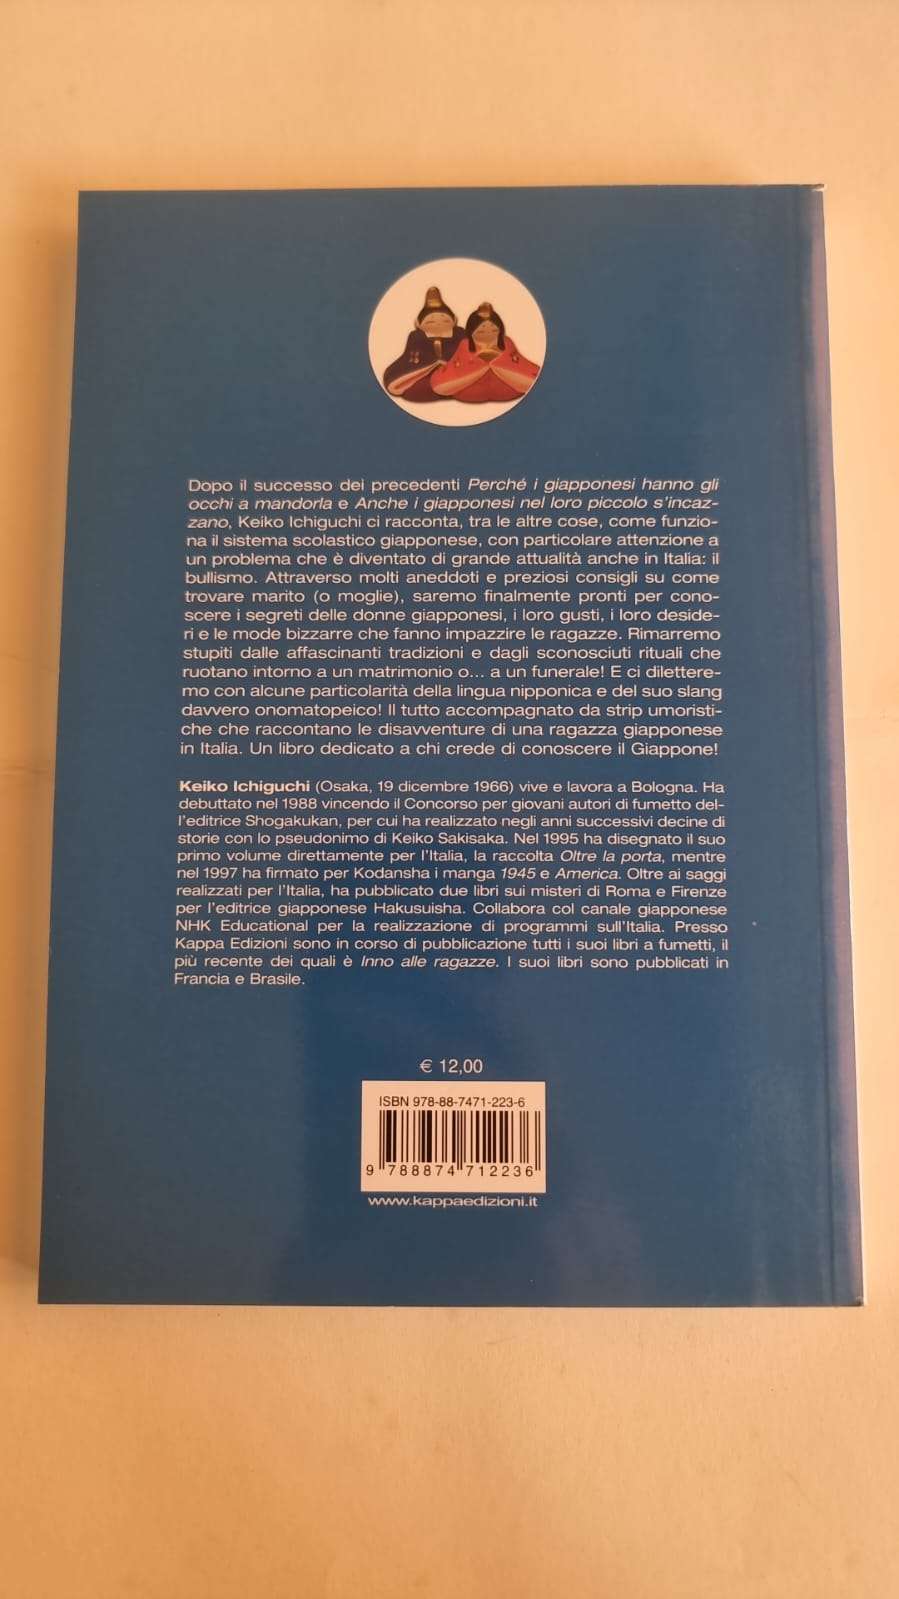 Dopo il successo dei precedenti Perché i giapponesi hanno gli
occhi a mandorla e Anche i giapponesi nel loro piccolo s'incaz-
zano, Keiko Ichiguchi ci racconta, tra le altre cose, come funzio-
na il sistema scolastico giapponese, con particolare attenzione a
un problema che è diventato di grande attualità anche in Italia: il
bullismo. Attraverso molti aneddoti e preziosi consigli su come
trovare marito (o moglie), saremo finalmente pronti per cono-
scere i segreti delle donne giapponesi, i loro gusti, i loro deside-
ri e le mode bizzarre che fanno impazzire le ragazze. Rimarremo
stupiti dalle affascinanti tradizioni e dagli sconosciuti rituali che
ruotano intorno a un matrimonio o... a un funerale! E ci dilettere-
mo con alcune particolarità della lingua nipponica e del suo slang
davvero onomatopeico! Il tutto accompagnato da strip umoristi-
che che raccontano le disavventure di una ragazza giapponese
in Italia. Un libro dedicato a chi crede di conoscere il Giappone!
Keiko Ichiguchi (Osaka, 19 dicembre 1966) vive e lavora a Bologna. Ha
debuttato nel 1988 vincendo il Concorso per giovani autori di fumetto del-
l'editrice Shogakukan, per cui ha realizzato negli anni successivi decine di
storie con lo pseudonimo di Keiko Sakisaka. Nel 1995 ha disegnato il suo
primo volume direttamente per l'Italia, la raccolta Oltre la porta, mentre
nel 1997 ha firmato per Kodansha i manga 1945 e America. Oltre ai saggi
realizzati per l'Italia, ha pubblicato due libri sui misteri di Roma e Firenze
per l'editrice giapponese Hakusuisha. Collabora col canale giapponese
NHK Educational per la realizzazione di programmi sull'Italia. Presso
Kappa Edizioni sono in corso di pubblicazione tutti i suoi libri a fumetti, il
più recente dei quali è Inno alle ragazze. I suoi libri sono pubblicati in
Francia e Brasile.
€ 12,00
ISBN 978-88-7471-223-6
9 788874 712236
www.kappaedizioni.it